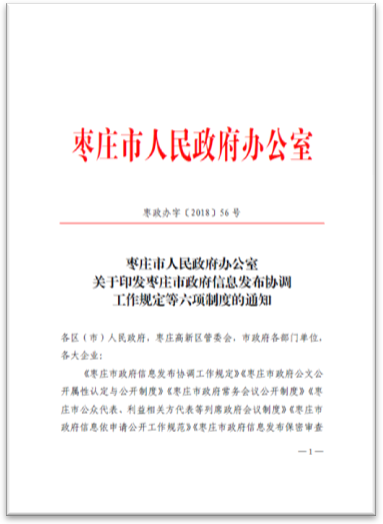 枣庄市人民政府办公室
枣政办字〔2018〕56号
枣庄市人民政府办公室
关于印发枣庄市政府信息发布协调
工作规定等六项制度的通知
各区（市）人民政府，枣庄高新区管委会，市政府各部门单位，
各大企业：
《枣庄市政府信息发布协调工作规定》《枣庄市政府公文公
开属性认定与公开制度》《枣庄市政府常务会议公开制度》《枣
庄市公众代表、利益相关方代表等列席政府会议制度》《枣庄市
政府信息依申请公开工作规范》《枣庄市政府信息发布保密审查
— 1 —